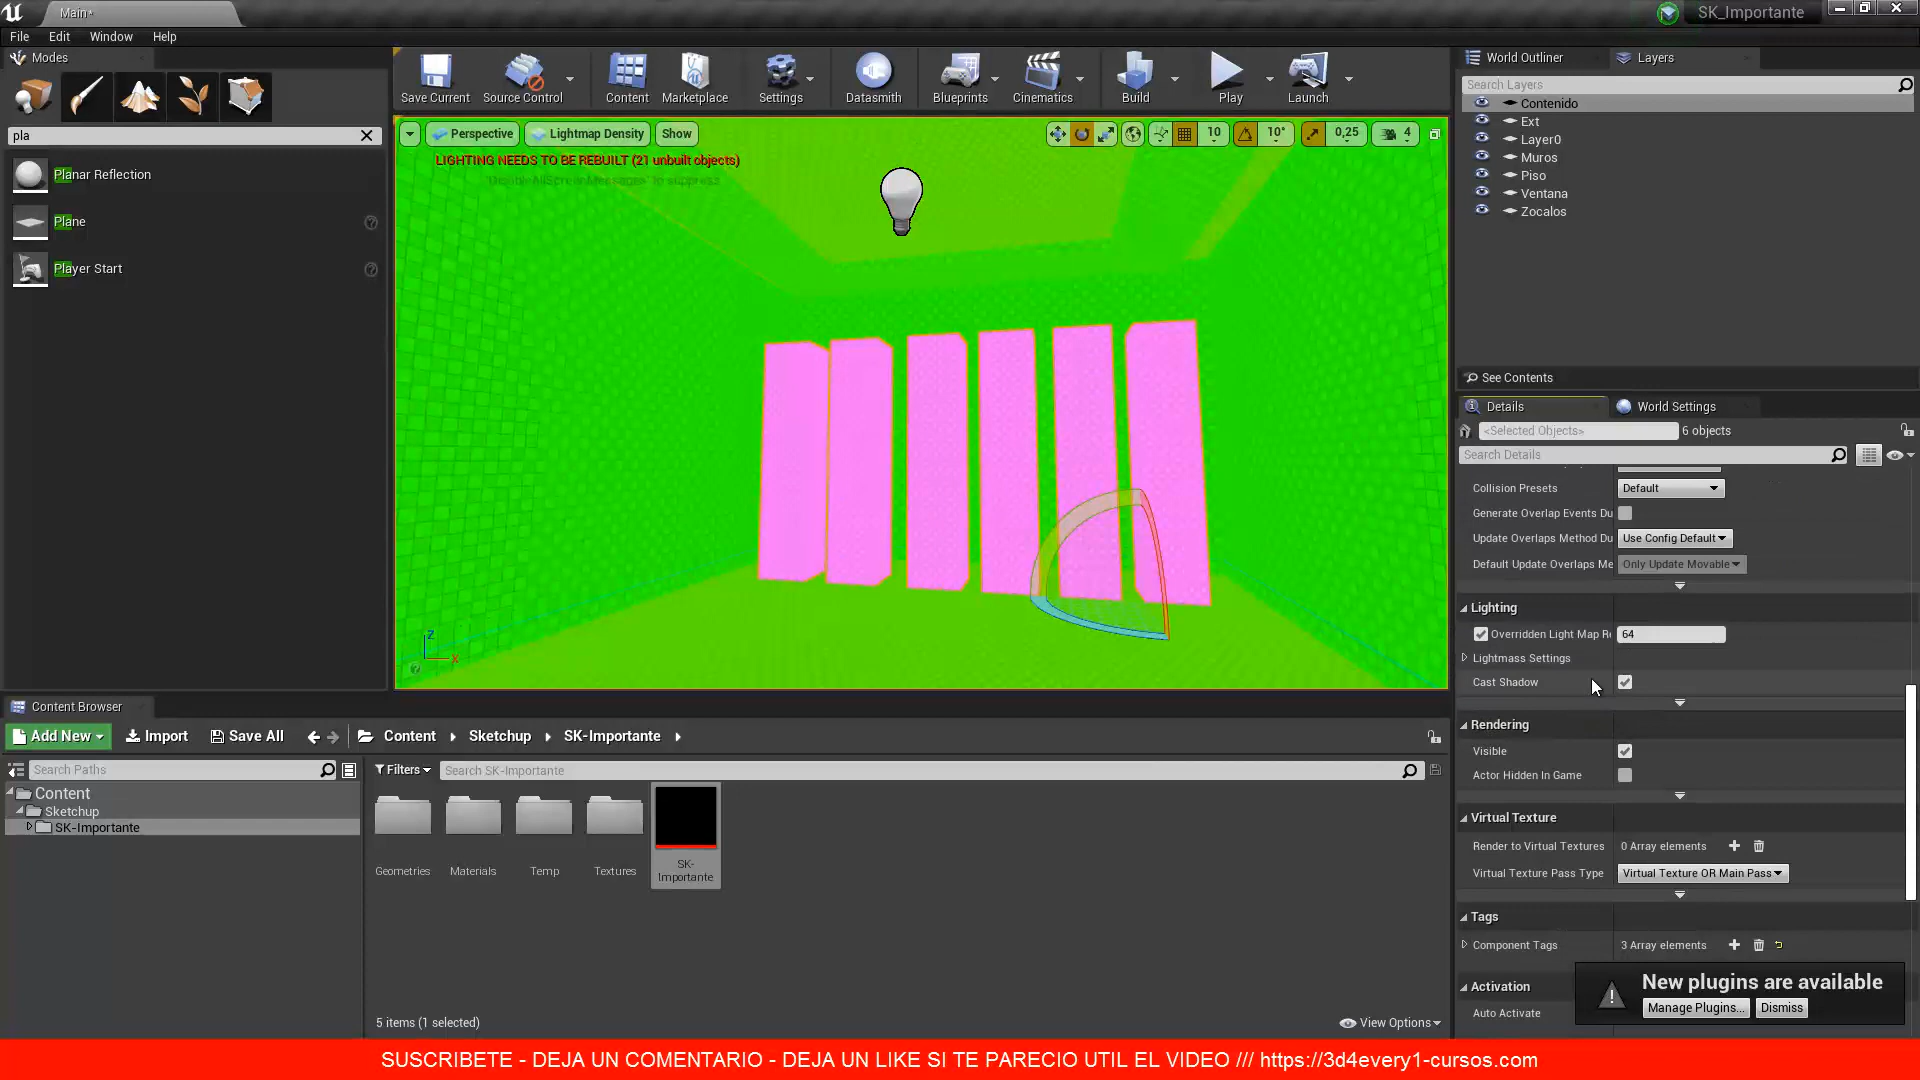 Main*
SK_Importante
File Edit Window Help
Modes
pla
Planar Reflection
Plane
Player Start
Save Current
Source Control
Content
Marketplace
Settings
Datasmith
Blueprints
Cinematics
Build
Play
Launch
Perspective
Lightmap Density
Show
10
10°
0,25
4
LIGHTING NEEDS TO BE REBUILT (21 unbuilt objects)
'DisableAllScreenMessages' to suppress
Z
X
World Outliner
Layers
Search Layers
Contenido
Ext
Layer0
Muros
Piso
Ventana
Zocalos
See Contents
Details
World Settings
<Selected Objects>
6 objects
Search Details
Collision Presets
Default
Generate Overlap Events Du
Update Overlaps Method Du
Use Config Default
Default Update Overlaps Me
Only Update Movable
Lighting
Overridden Light Map Re
64
Lightmass Settings
Cast Shadow
Rendering
Visible
Actor Hidden In Game
Virtual Texture
Render to Virtual Textures
0 Array elements
Virtual Texture Pass Type
Virtual Texture OR Main Pass
Tags
Component Tags
3 Array elements
Activation
Auto Activate
New plugins are available
Manage Plugins...
Dismiss
Content Browser
Add New
Import
Save All
Content
Sketchup
SK-Importante
Search Paths
Filters
Search SK-Importante
Content
Sketchup
SK-Importante
Geometries
Materials
Temp
Textures
SK-
Importante
5 items (1 selected)
View Options
SUSCRIBETE - DEJA UN COMENTARIO - DEJA UN LIKE SI TE PARECIO UTIL EL VIDEO /// https://3d4every1-cursos.com